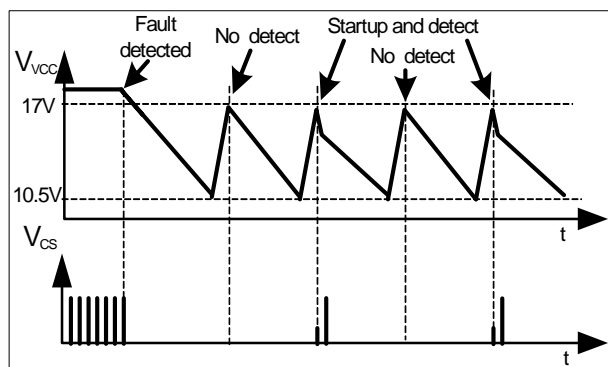 Fault
detected
No detect
Startup and detect
No detect
VVCC
17V
10.5V
t
VCS
t